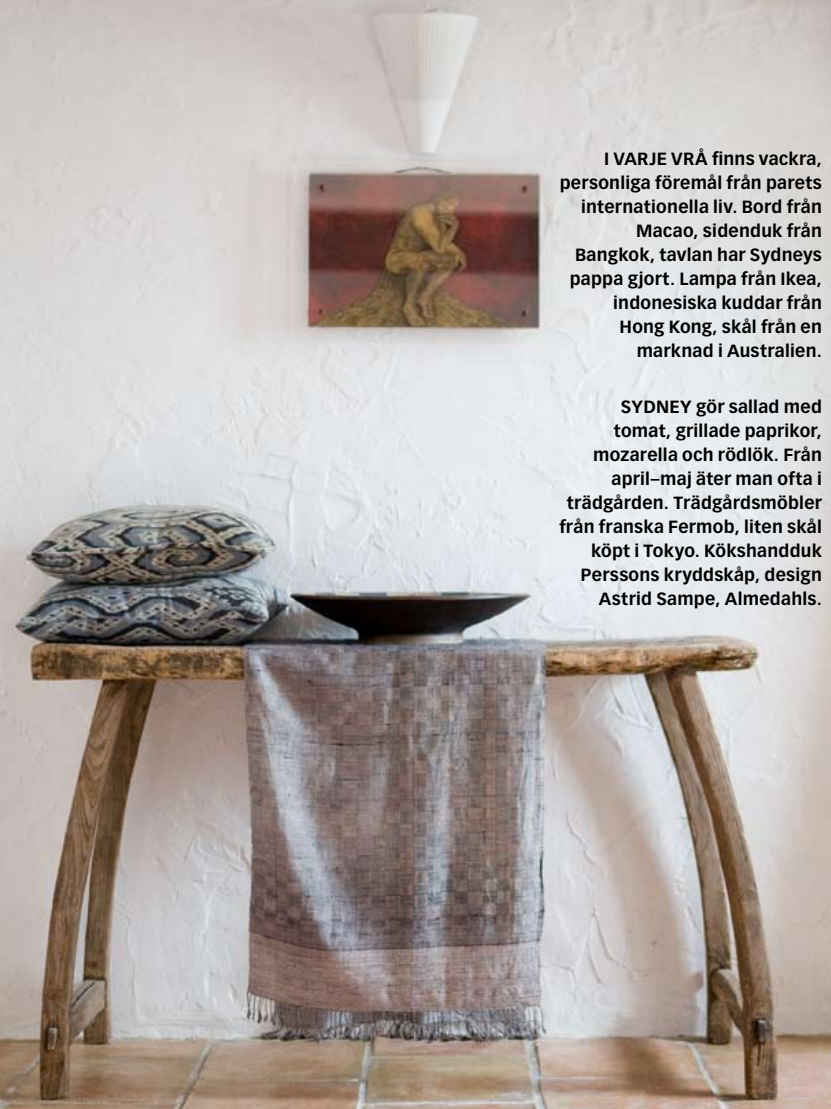 I VARJE VRÅ finns vackra,
personliga föremål från parets
internationella liv. Bord från
Macao, sidenduk från
Bangkok, tavlan har Sydneys
pappa gjort. Lampa från Ikea,
indonesiska kuddar från
Hong Kong, skål från en
marknad i Australien.
SYDNEY gör sallad med
tomat, grillade paprikor,
mozarella och rödlök. Från
april–maj äter man ofta i
trädgården. Trädgårdsmöbler
från franska Fermob, liten skål
köpt i Tokyo. Kökshandduk
Perssons kryddskåp, design
Astrid Sampe, Almedahls.